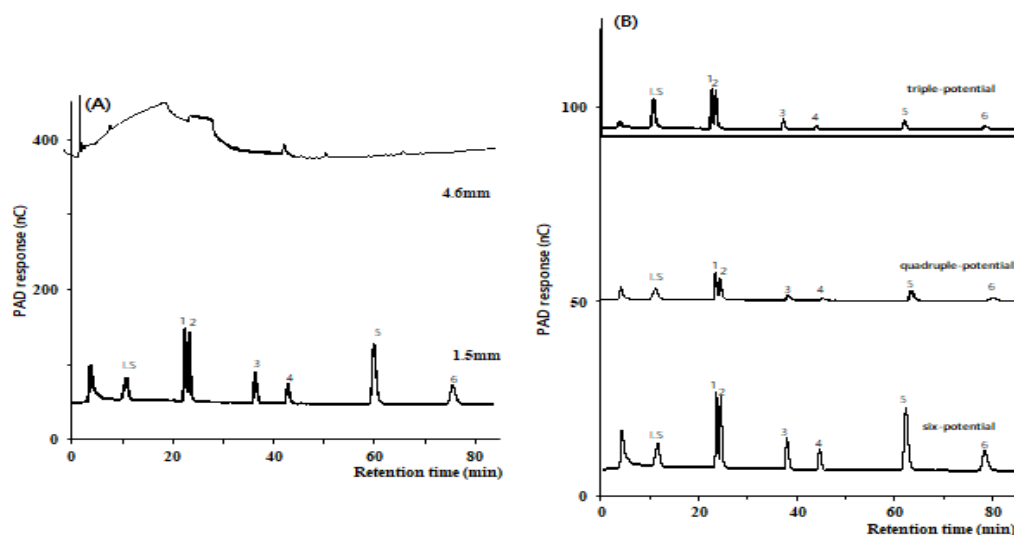 (A)
400
4.6mm
PAD response (nC)
200
1 2
5
I.S
3
4
6
1.5mm
0
0 20 40 60 80
Retention time (min)
(B)
triple-potential
I.S
1 2
3
4
5
6
100
quadruple-potential
I.S
1
2
3
4
5
6
PAD response (nC)
50
six-potential
I.S
1
2
3
4
5
6
0
0 20 40 60 80
Retention time (min)